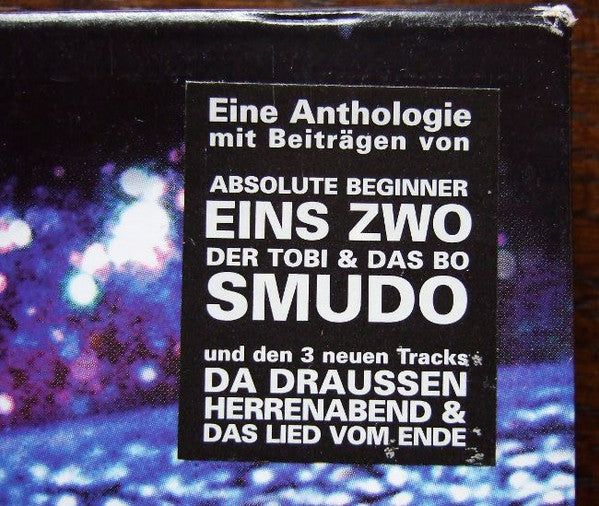 Eine Anthologie
mit Beiträgen von
ABSOLUTE BEGINNER
EINS ZWO
DER TOBI & DAS BO
SMUDO
und den 3 neuen Tracks
DA DRAUSSEN
HERRENABEND &
DAS LIED VOM ENDE